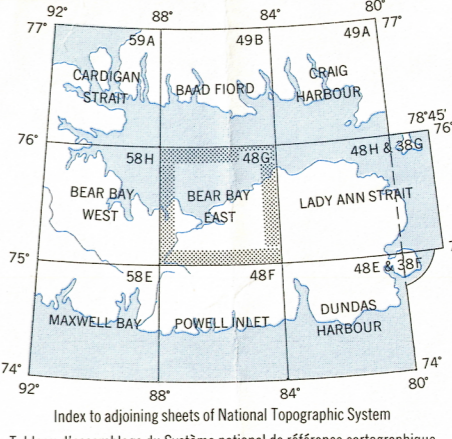 92° 88° 84° 80°
77° 77°
59A 49B 49A
CARDIGAN
STRAIT
BAAD FIORD
CRAIG
HARBOUR
78°45'
76° 76°
58H 48G 48H & 38G
BEAR BAY
WEST
BEAR BAY
EAST
LADY ANN STRAIT
75°
58E 48F 48E & 38F
MAXWELL BAY
POWELL INLET
DUNDAS
HARBOUR
74° 74°
92° 88° 84° 80°
Index to adjoining sheets of National Topographic System